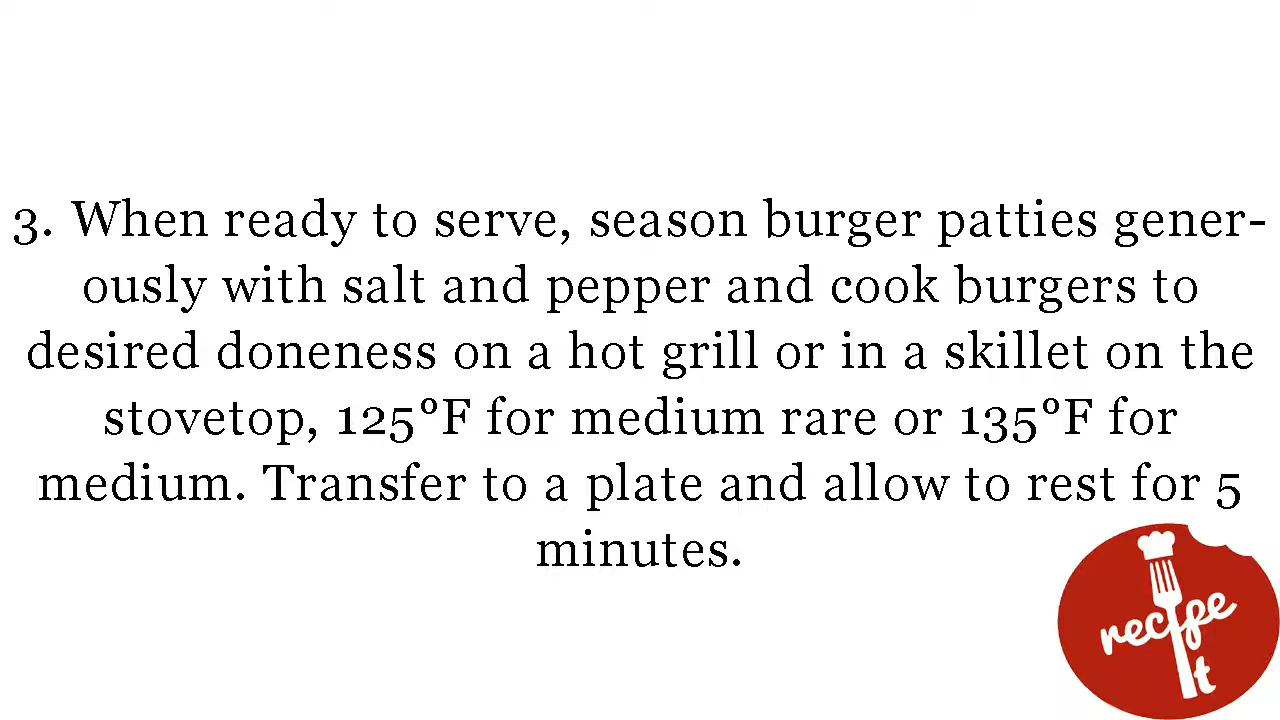 3. When ready to serve, season burger patties gener-
ously with salt and pepper and cook burgers to
desired doneness on a hot grill or in a skillet on the
stovetop, 125°F for medium rare or 135°F for
medium. Transfer to a plate and allow to rest for 5
minutes.
recipe
it